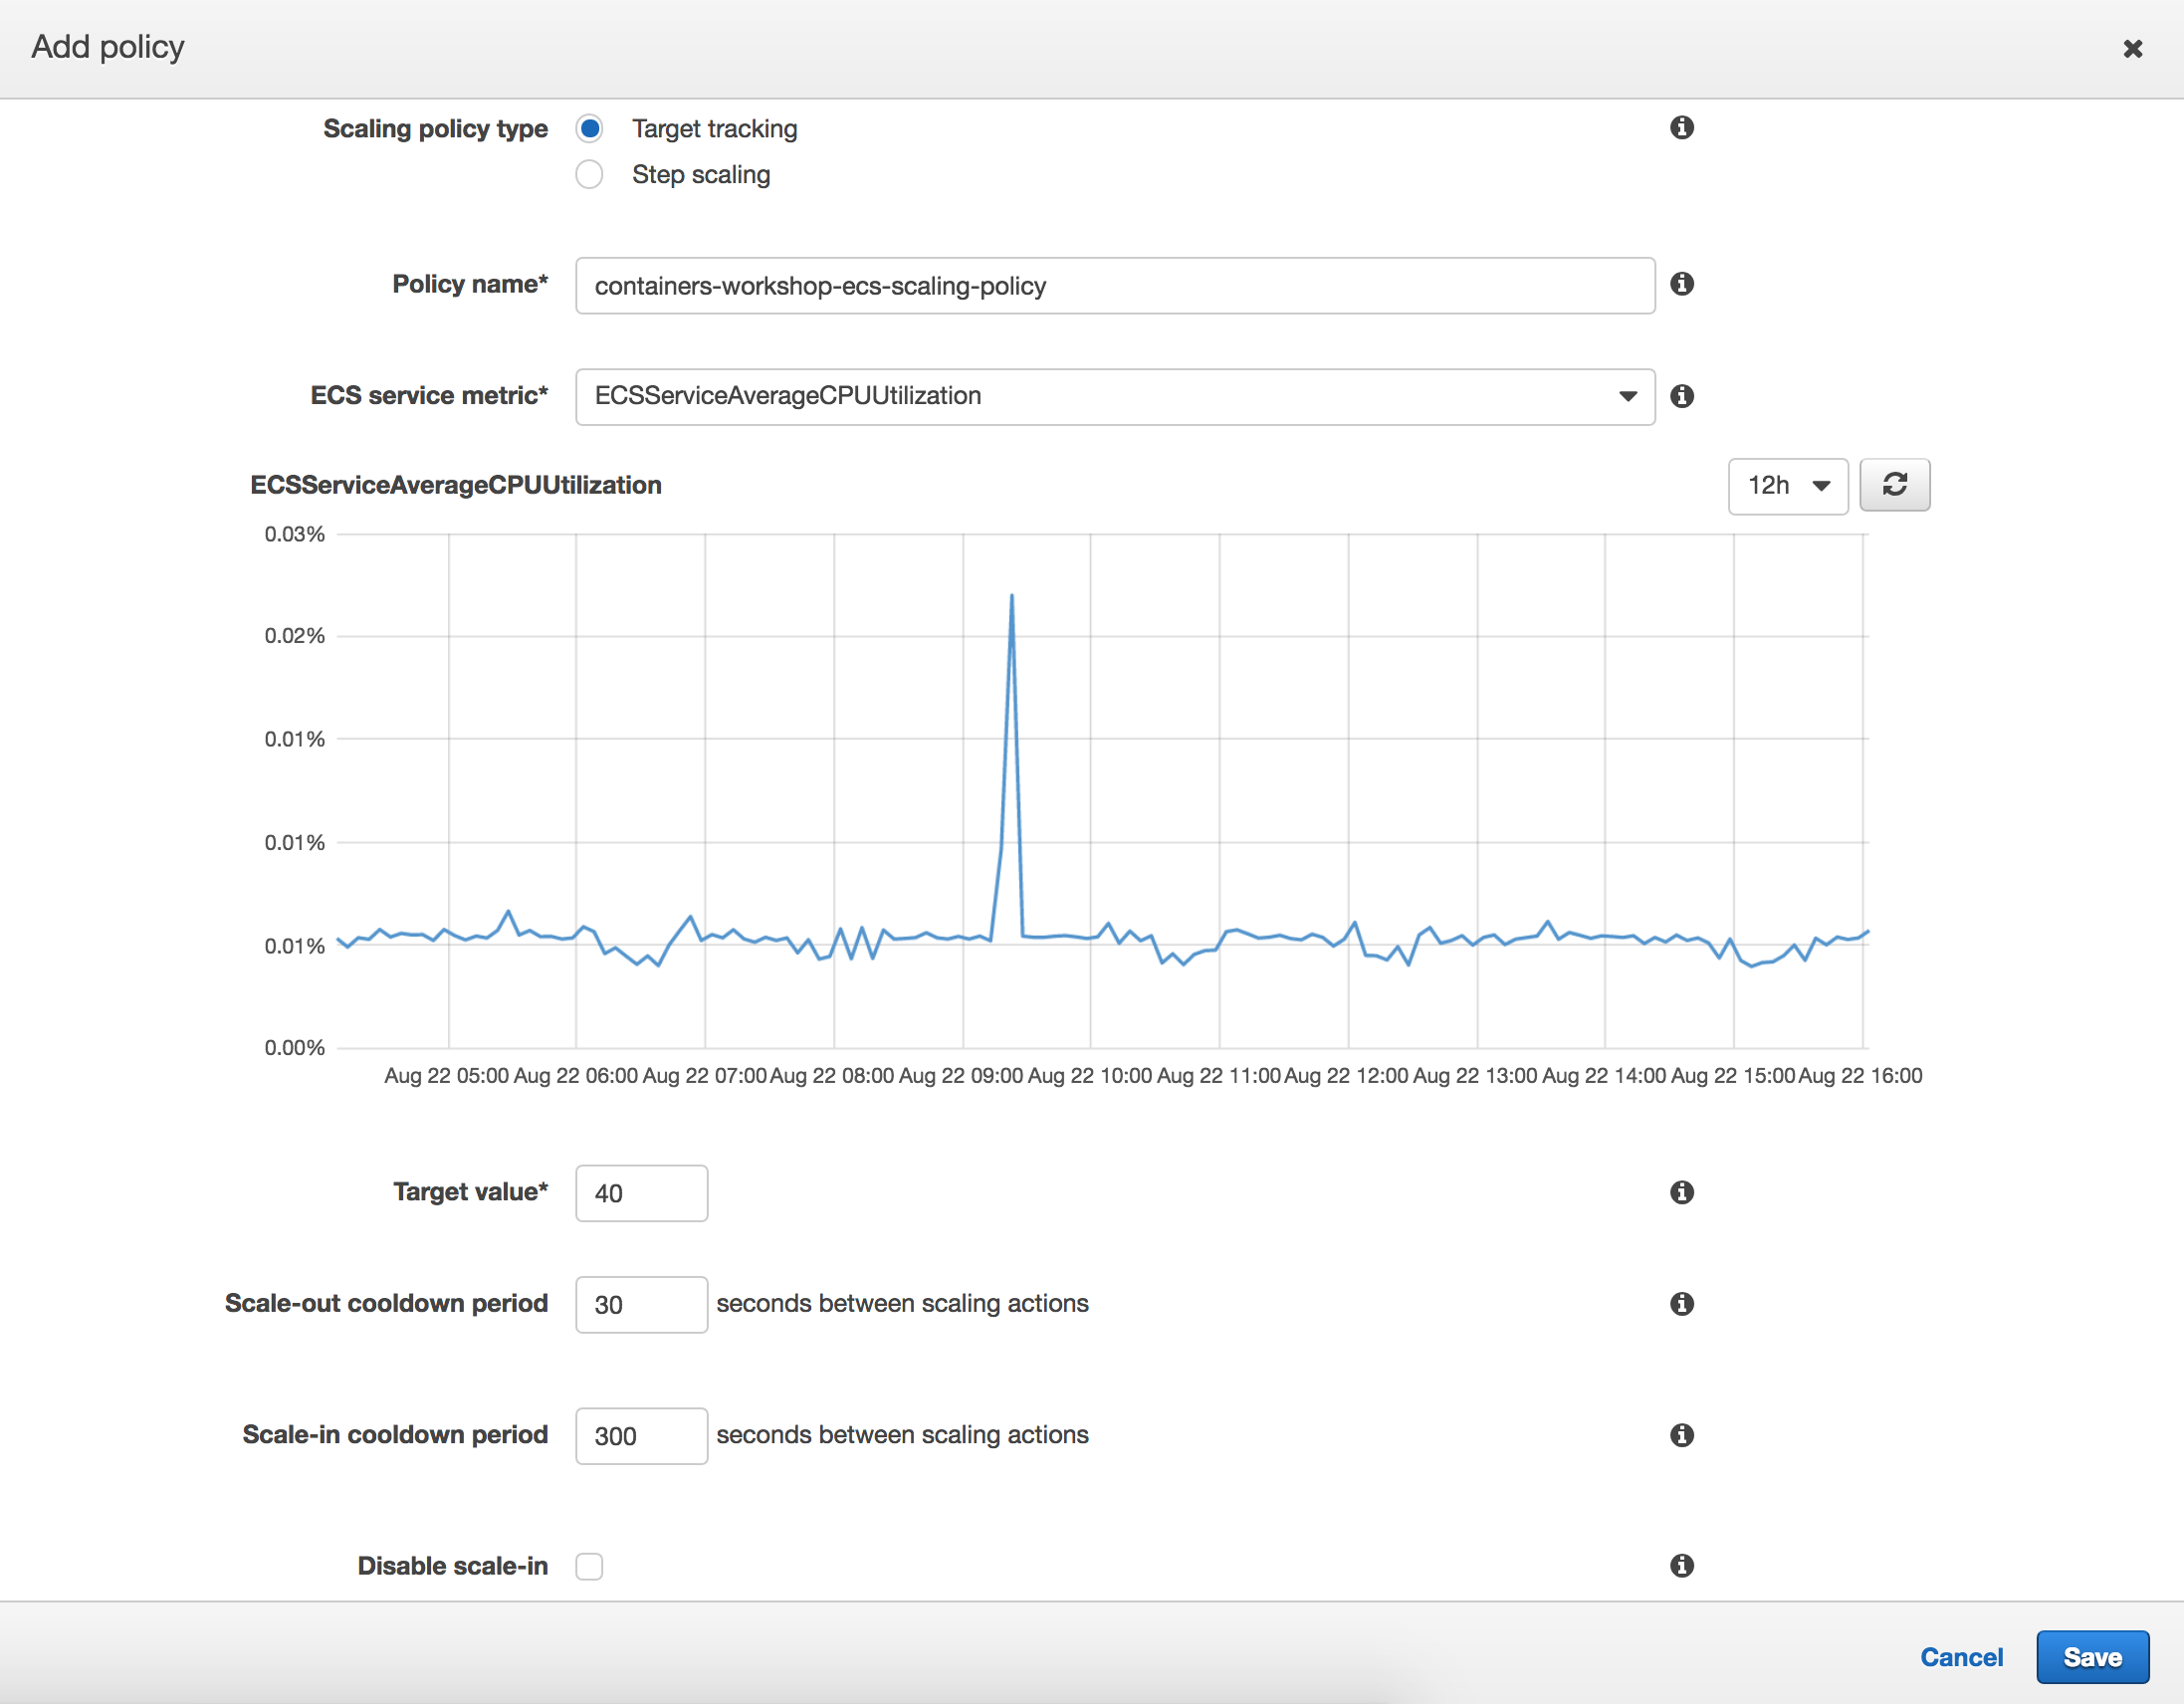 Add policy
Scaling policy type Target tracking
Step scaling
Policy name* containers-workshop-ecs-scaling-policy
ECS service metric* ECSServiceAverageCPUUtilization
ECSServiceAverageCPUUtilization 12h
0.03%
0.02%
0.01%
0.01%
0.01%
0.00%
Aug 22 05:00 Aug 22 06:00 Aug 22 07:00 Aug 22 08:00 Aug 22 09:00 Aug 22 10:00 Aug 22 11:00 Aug 22 12:00 Aug 22 13:00 Aug 22 14:00 Aug 22 15:00 Aug 22 16:00
Target value* 40
Scale-out cooldown period 30 seconds between scaling actions
Scale-in cooldown period 300 seconds between scaling actions
Disable scale-in
Cancel Save